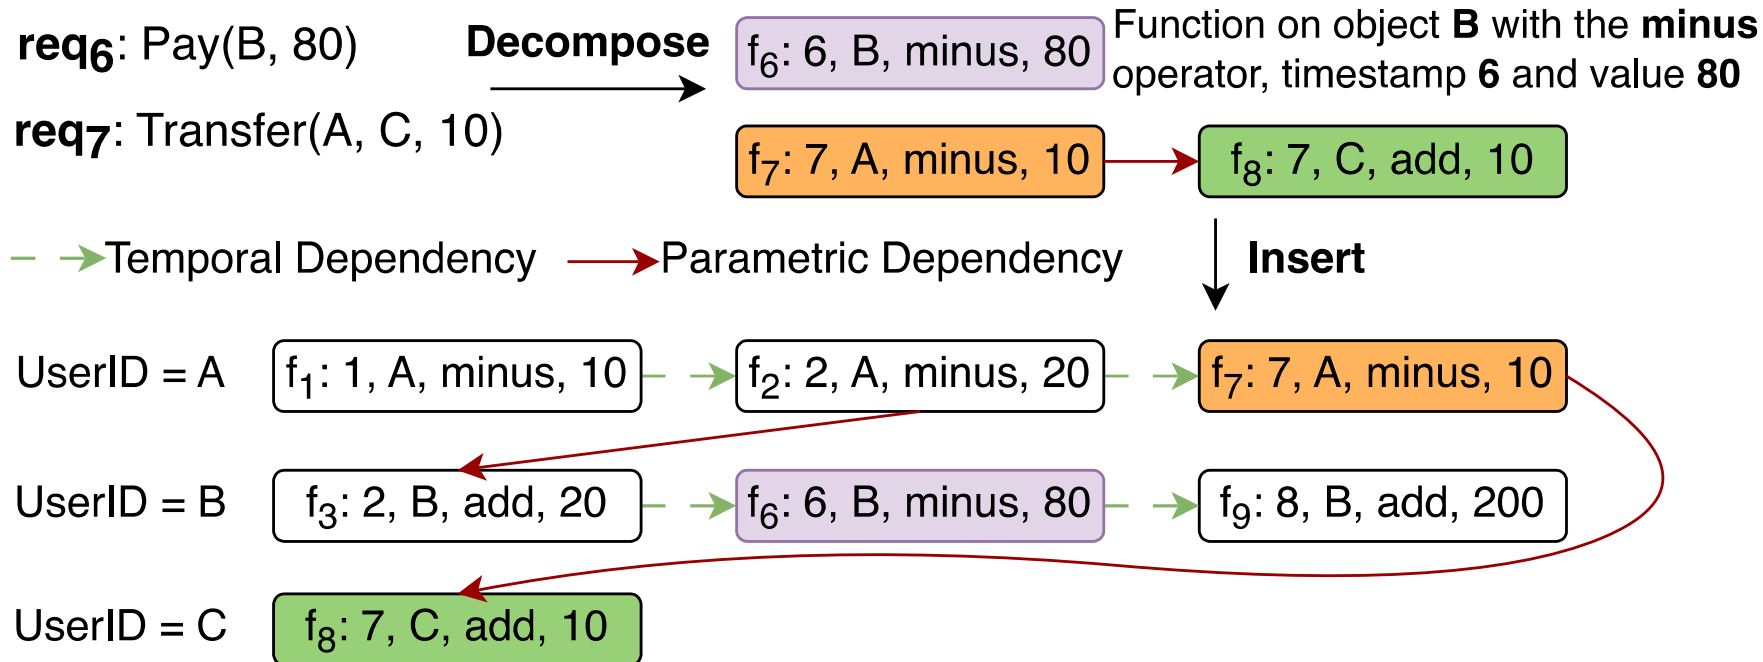 req6: Pay(B, 80)
Decompose
f6: 6, B, minus, 80
Function on object B with the minus
operator, timestamp 6 and value 80
req7: Transfer(A, C, 10)
f7: 7, A, minus, 10
f8: 7, C, add, 10
Temporal Dependency
Parametric Dependency
Insert
UserID = A
f1: 1, A, minus, 10
f2: 2, A, minus, 20
f7: 7, A, minus, 10
UserID = B
f3: 2, B, add, 20
f6: 6, B, minus, 80
f9: 8, B, add, 200
UserID = C
f8: 7, C, add, 10